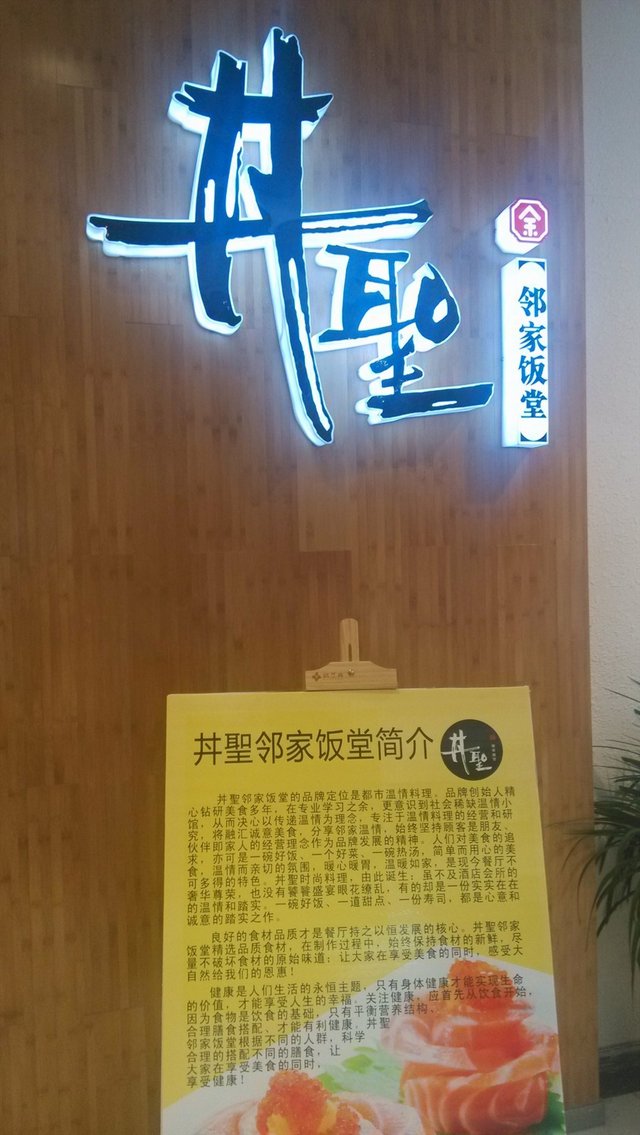 丼聖
余
邻家饭堂
丼聖邻家饭堂简介
丼聖
丼聖邻家饭堂的品牌定位是都市温情料理。品牌创始人精
心钻研美食多年，在专业学习之余，更意识到社会稀缺温情小
馆，从而决心以传递温情为理念，专注于温情料理的经营和研
究，将融汇诚意美食，分享邻家温情，始终坚持顾客是朋友、
伙伴即家人的经营理念作为品牌发展的精神。人们对美食的追
求，亦可是一碗好饭、一个好菜、一碗热汤，简单而用心的美
食，温情而亲切的氛围，暖心暖胃，温暖如家，是现今餐厅不
可多得的特色。丼聖时尚料理，由此诞生：虽不及酒店会所的
奢华尊荣，也没有饕餮盛宴眼花缭乱，有的却是一份实实在在
的温情和踏实。一碗好饭、一道甜点、一份寿司，都是心意和
诚意的踏实之作。
良好的食材品质才是餐厅持之以恒发展的核心。丼聖邻家
饭堂精选品质食材，在制作过程中，始终保持食材的新鲜，尽
量不破坏食材的原始味道；让大家在享受美食的同时，感受大
自然给我们的恩惠！
健康是人们生活的永恒主题，只有身体健康才能实现生命
的价值，才能享受人生的幸福。关注健康，应首先从饮食开始，
因为食物是饮食的基础，只有平衡营养结构、
合理膳食搭配、才能有利健康。丼聖
邻家饭堂根据不同的人群，科学
合理的搭配不同的膳食，让
大家在享受美食的同时，
享受健康！